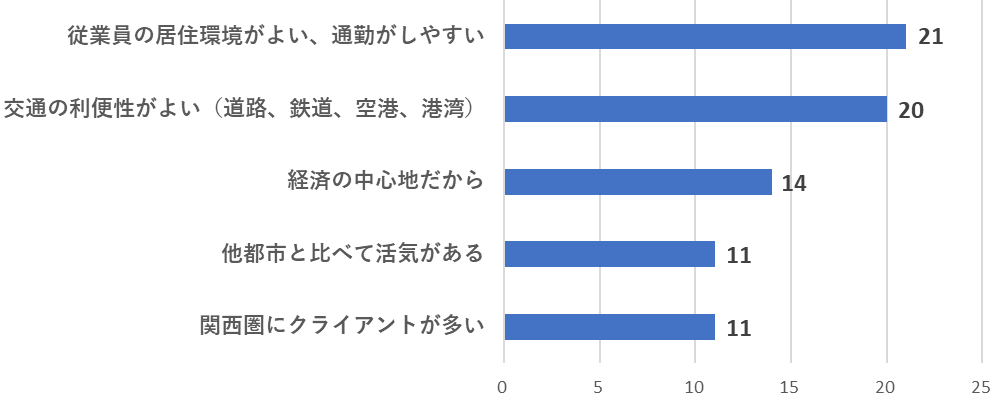 従業員の居住環境がよい、通勤がしやすい 21
交通の利便性がよい（道路、鉄道、空港、港湾） 20
経済の中心地だから 14
他都市と比べて活気がある 11
関西圏にクライアントが多い 11
0 5 10 15 20 25